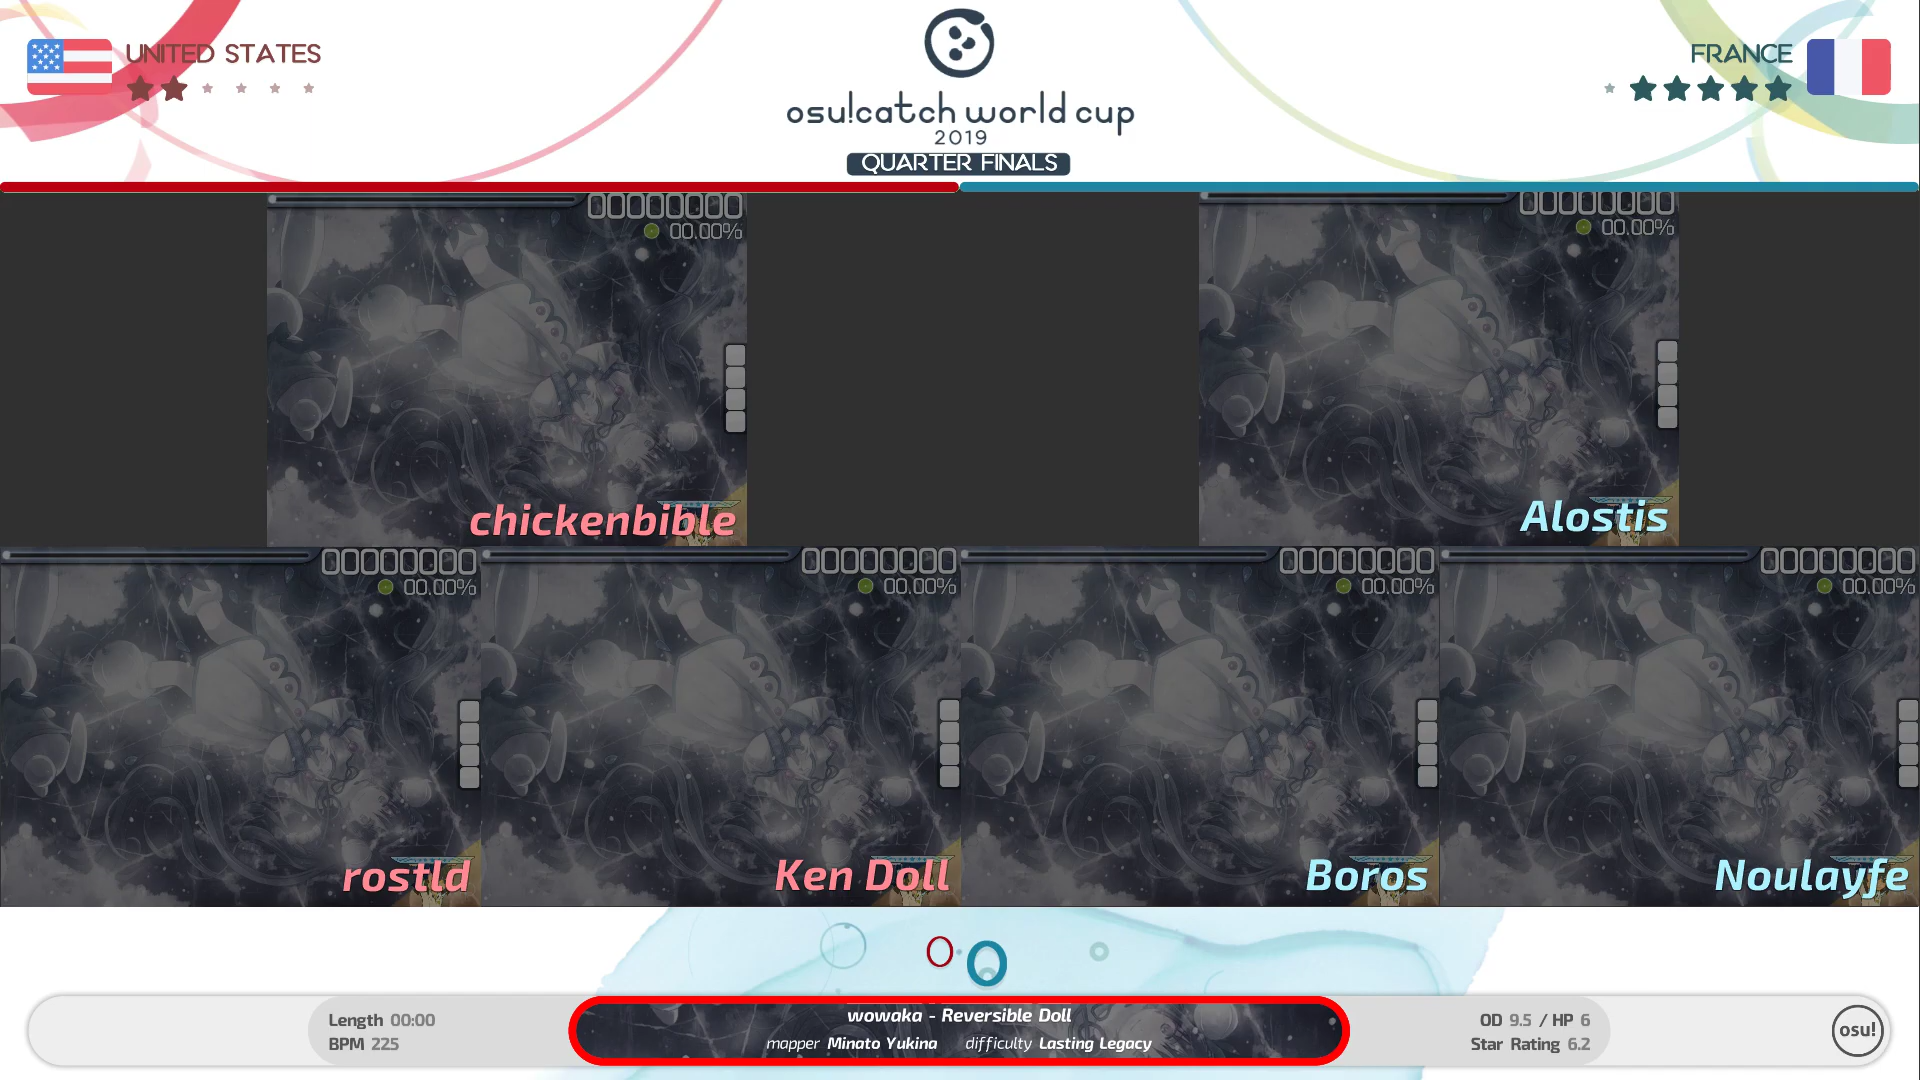 UNITED STATES
FRANCE
osu!catch world cup
2019
QUARTER FINALS
00000000
00.00%
chickenbible
00000000
00.00%
Alostis
00000000
00.00%
rostld
00000000
00.00%
Ken Doll
00000000
00.00%
Boros
00000000
00.00%
Noulayfe
0
0
Length 00:00
BPM 225
wowaka - Reversible Doll
mapper Minato Yukina difficulty Lasting Legacy
OD 9.5 / HP 6
Star Rating 6.2
osu!